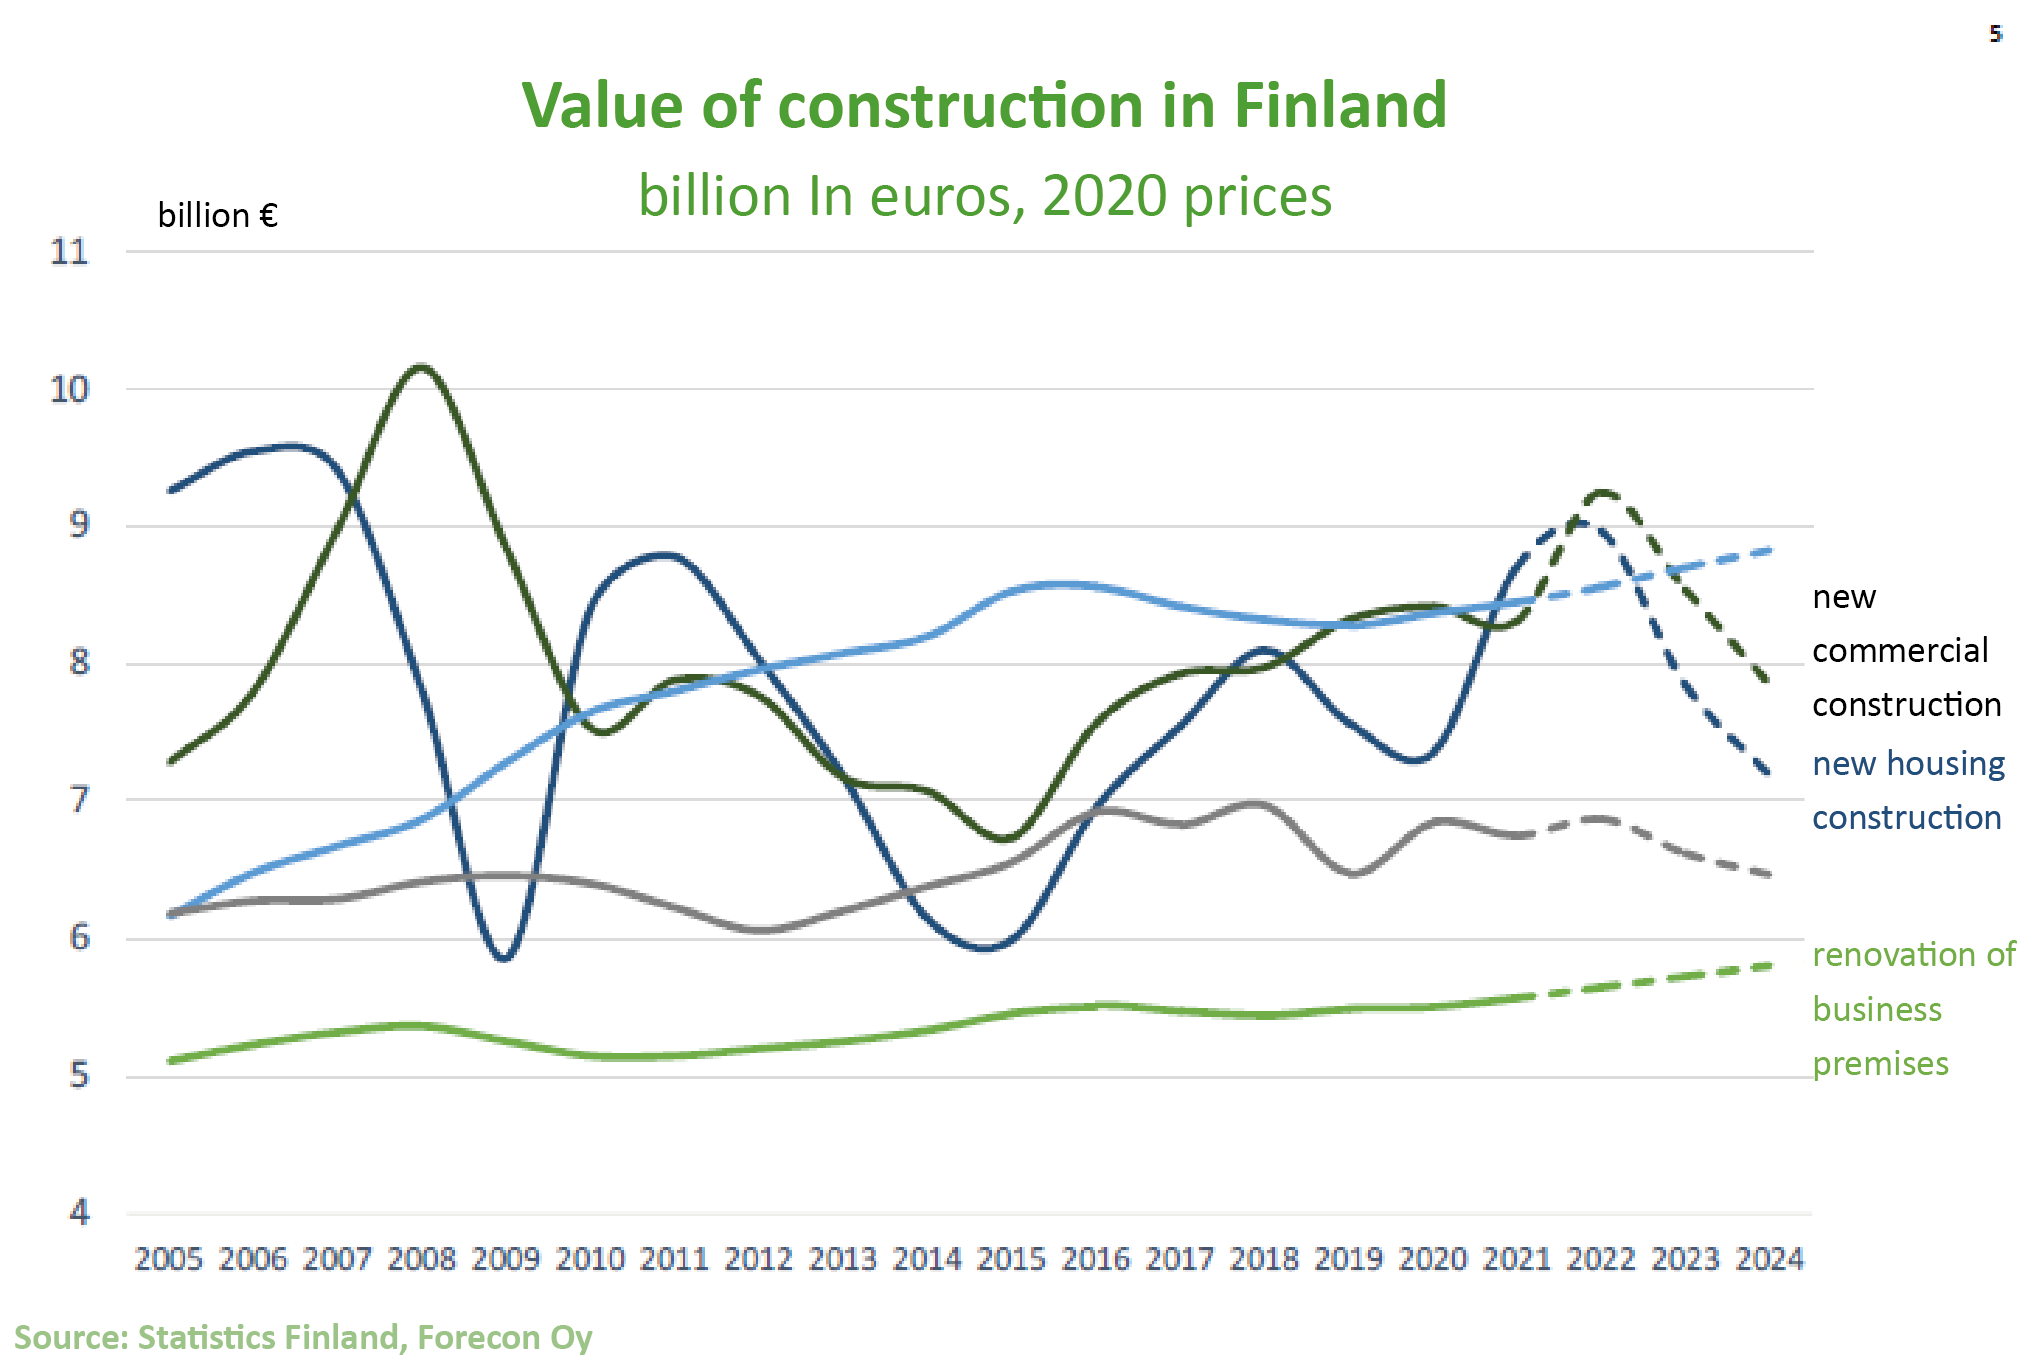 5
Value of construction in Finland
billion In euros, 2020 prices
billion €
11
10
9
8
7
6
5
4
new
commercial
construction
new housing
construction
renovation of
business
premises
2005 2006 2007 2008 2009 2010 2011 2012 2013 2014 2015 2016 2017 2018 2019 2020 2021 2022 2023 2024
Source: Statistics Finland, Forecon Oy